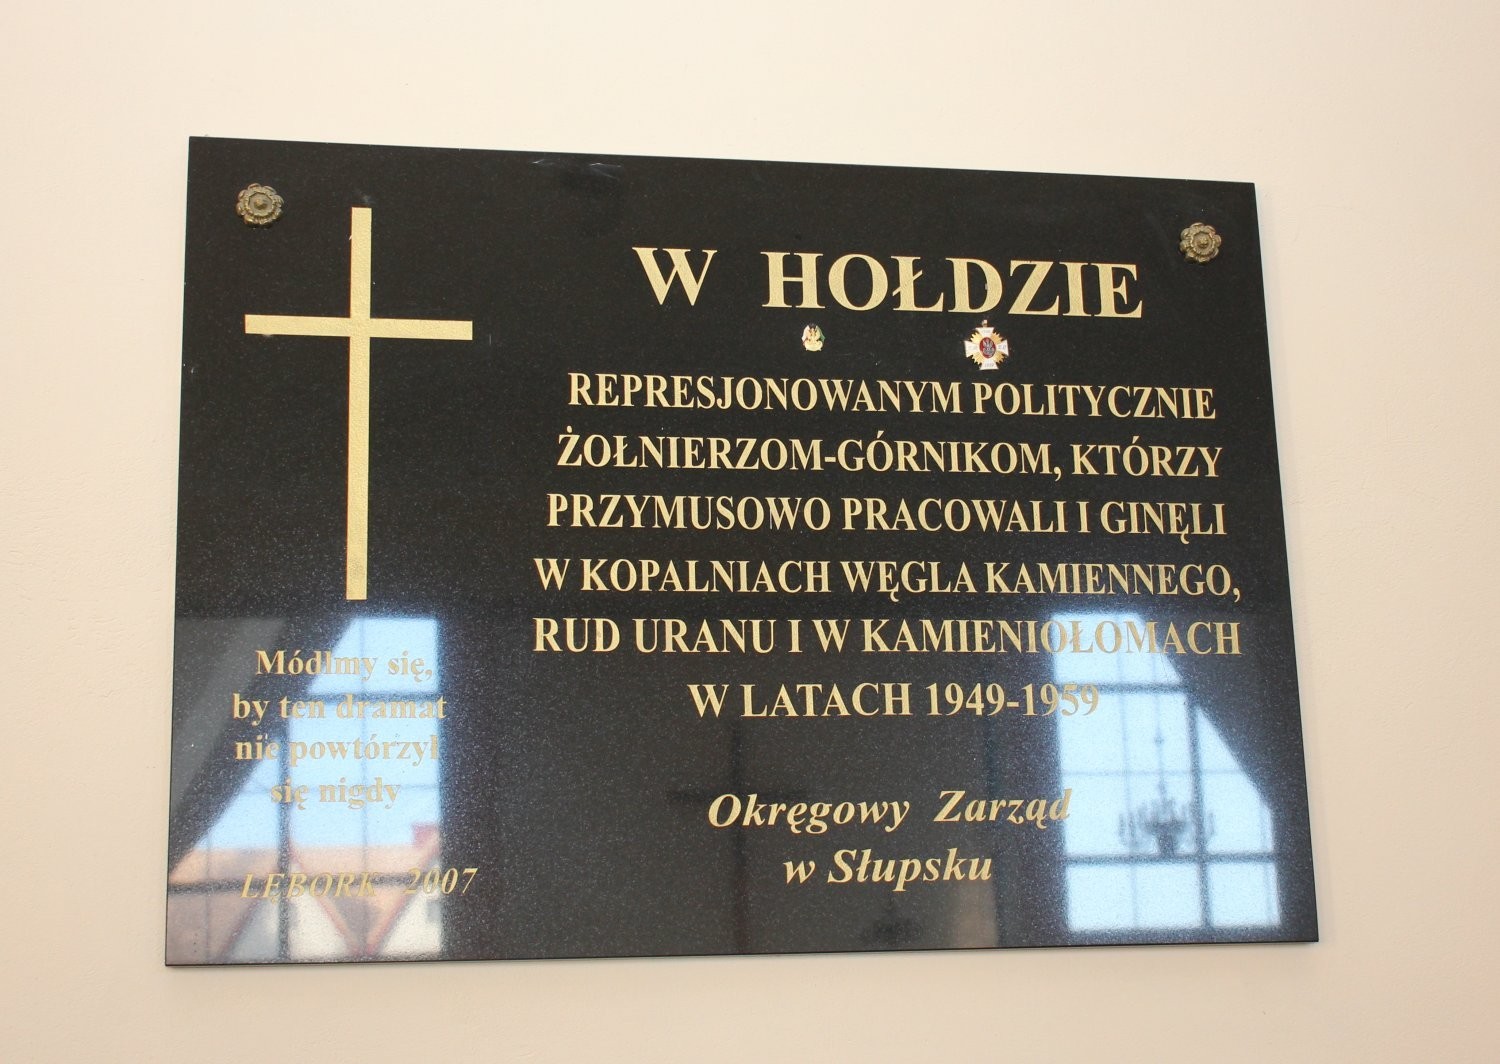 W HOŁDZIE
REPRESJONOWANYM POLITYCZNIE
ŻOŁNIERZOM-GÓRNIKOM, KTÓRZY
PRZYMUSOWO PRACOWALI I GINĘLI
W KOPALNIACH WĘGLA KAMIENNEGO,
RUD URANU I W KAMIENIOŁOMACH
W LATACH 1949-1959
Okręgowy Zarząd
w Słupsku
Módlmy się,
by ten dramat
nie powtórzył
się nigdy
LĘBORK 2007